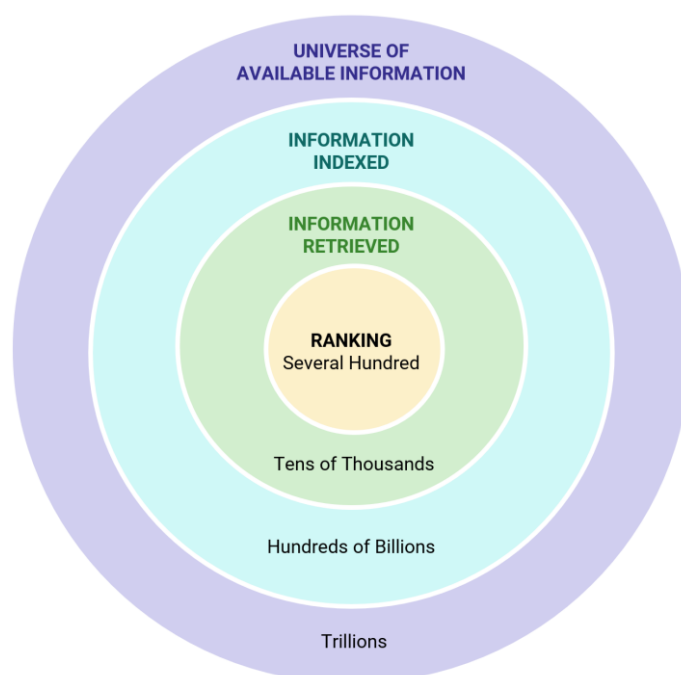 UNIVERSE OF
AVAILABLE INFORMATION
INFORMATION
INDEXED
INFORMATION
RETRIEVED
RANKING
Several Hundred
Tens of Thousands
Hundreds of Billions
Trillions